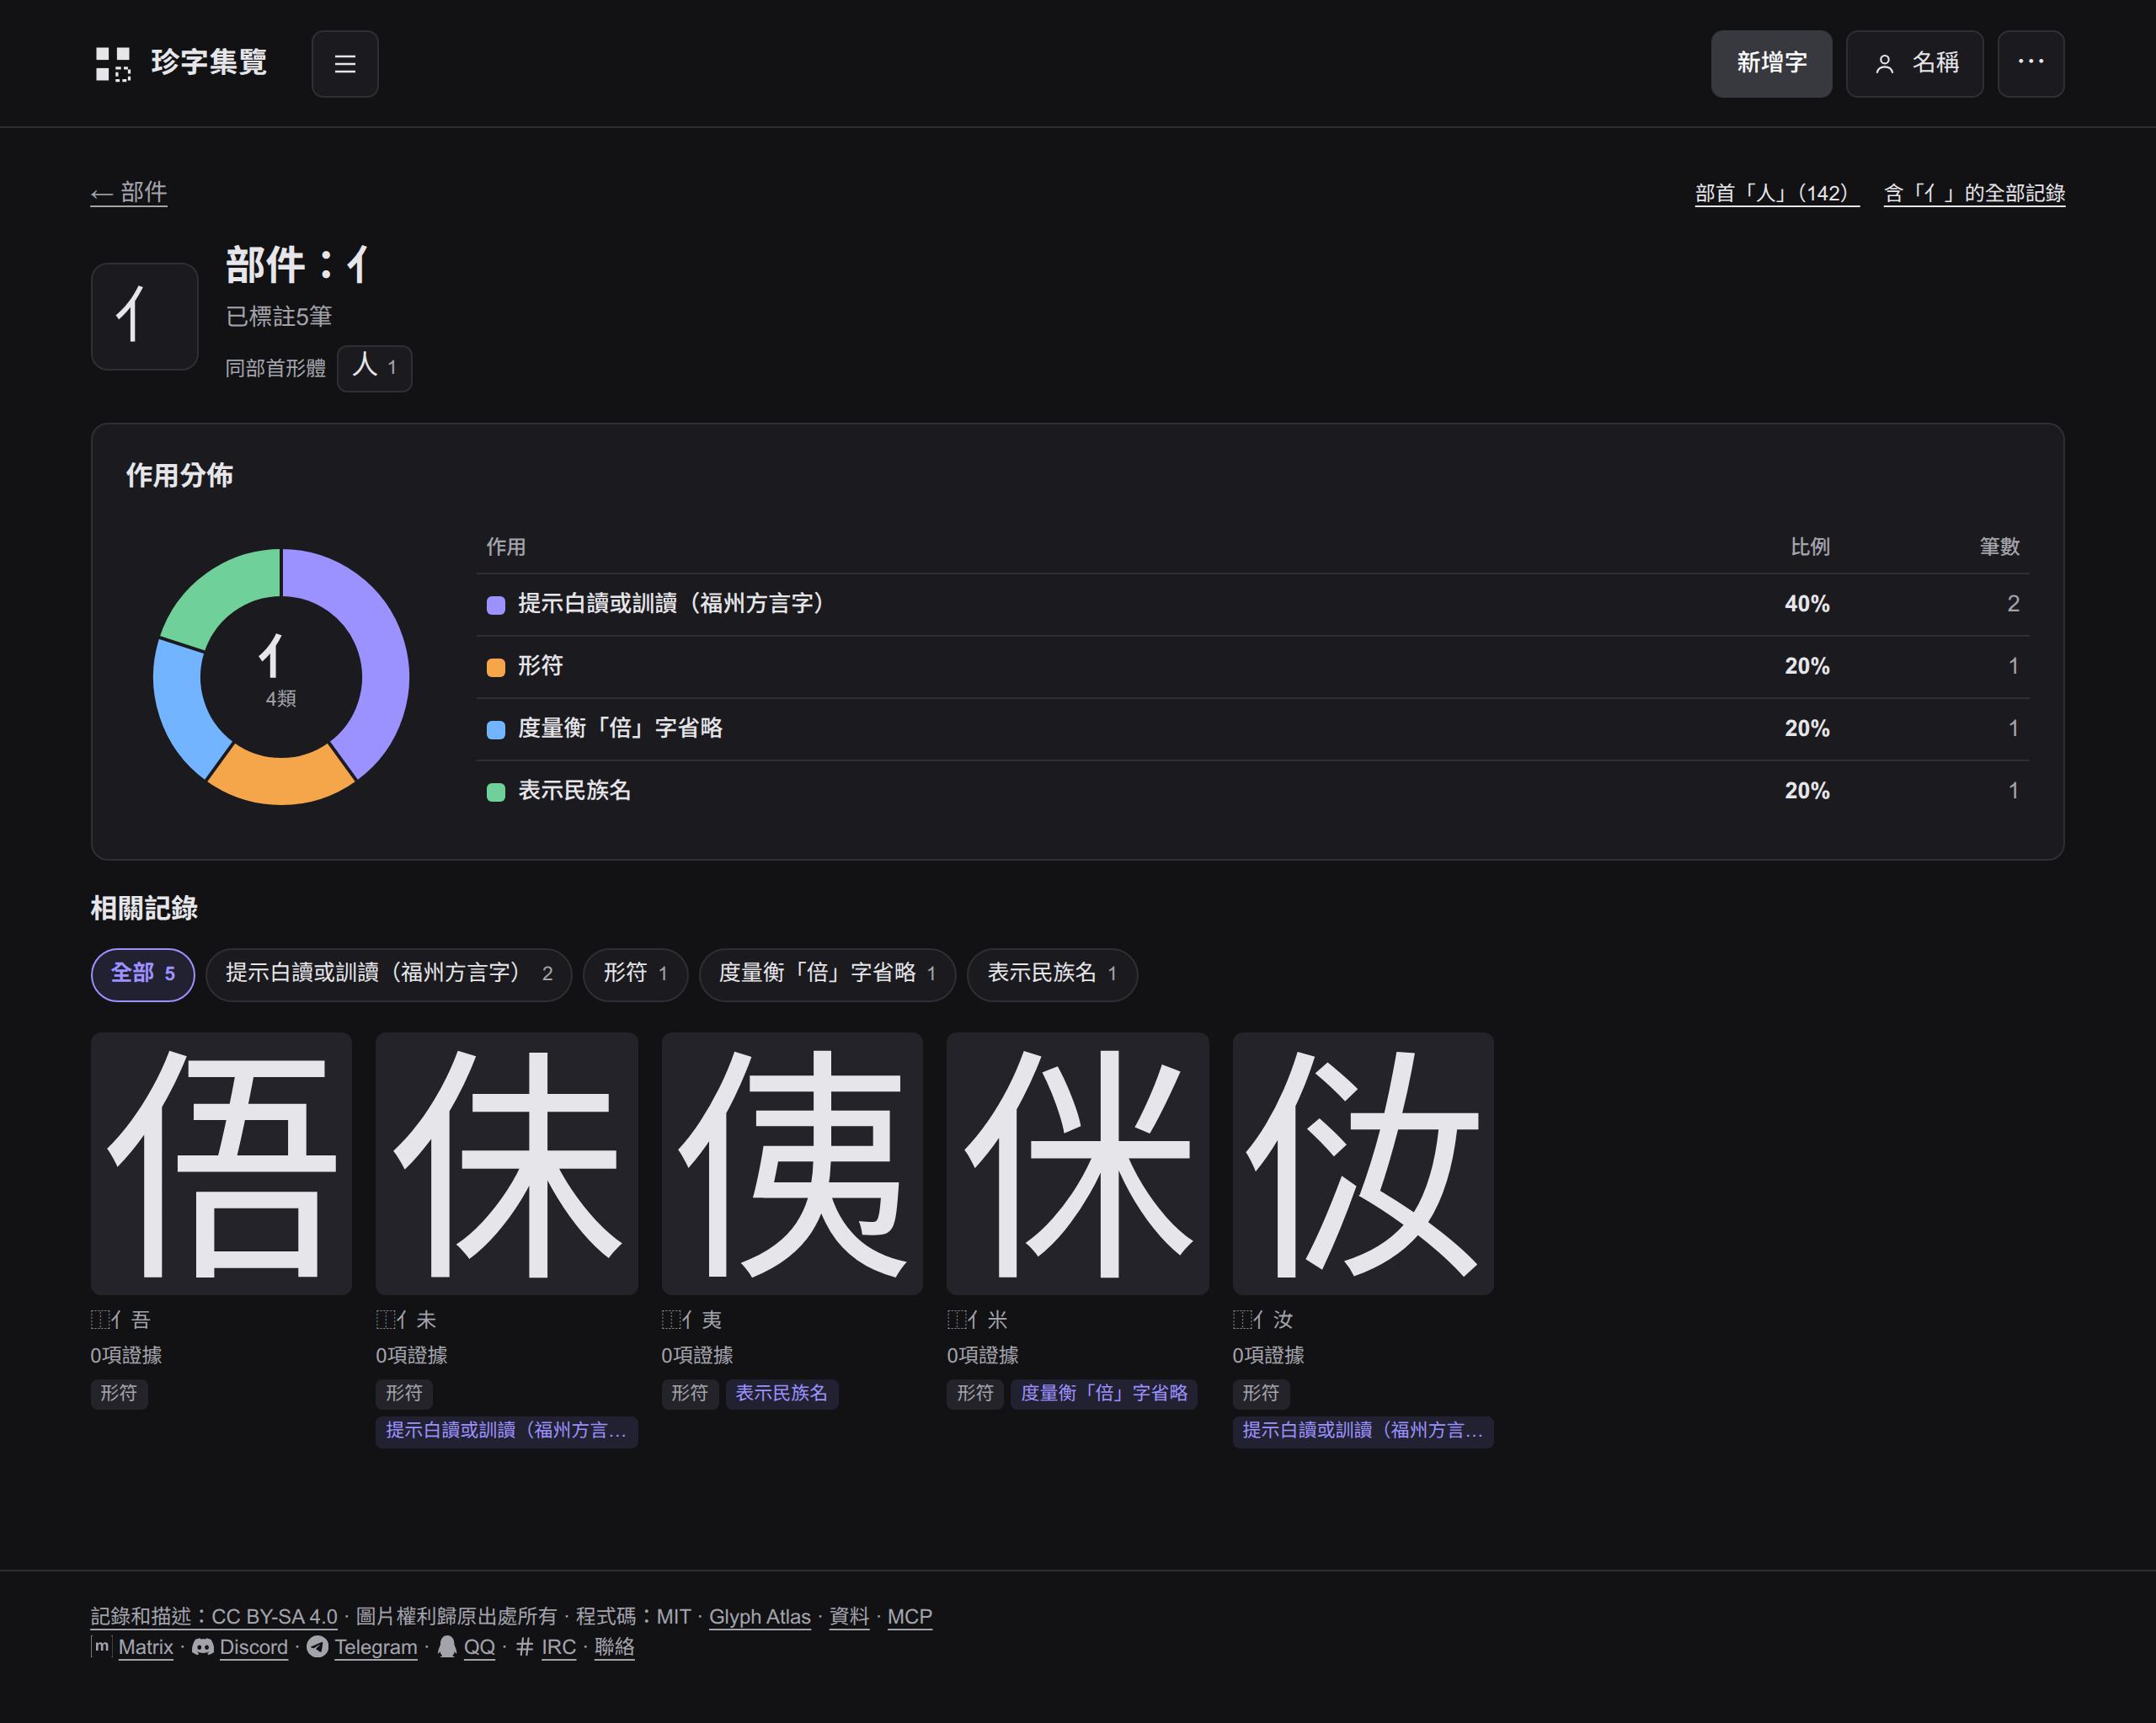 珍字集覽
新增字 名稱 ⋯
← 部件
部首「人」（142） 含「亻」的全部記錄
亻
部件：亻
已標註5筆
同部首形體 人 1
作用分佈
亻
4類
作用 比例 筆數
提示白讀或訓讀（福州方言字） 40% 2
形符 20% 1
度量衡「倍」字省略 20% 1
表示民族名 20% 1
相關記錄
全部 5 提示白讀或訓讀（福州方言字） 2 形符 1 度量衡「倍」字省略 1 表示民族名 1
俉 佅 侇 侎 㑚
⿰亻吾 ⿰亻未 ⿰亻夷 ⿰亻米 ⿰亻汝
0項證據 0項證據 0項證據 0項證據 0項證據
形符 形符 形符 表示民族名 形符 度量衡「倍」字省略 形符
提示白讀或訓讀（福州方言… 提示白讀或訓讀（福州方言…
記錄和描述：CC BY-SA 4.0 · 圖片權利歸原出處所有 · 程式碼：MIT · Glyph Atlas · 資料 · MCP
[m] Matrix · Discord · Telegram · QQ · # IRC · 聯絡